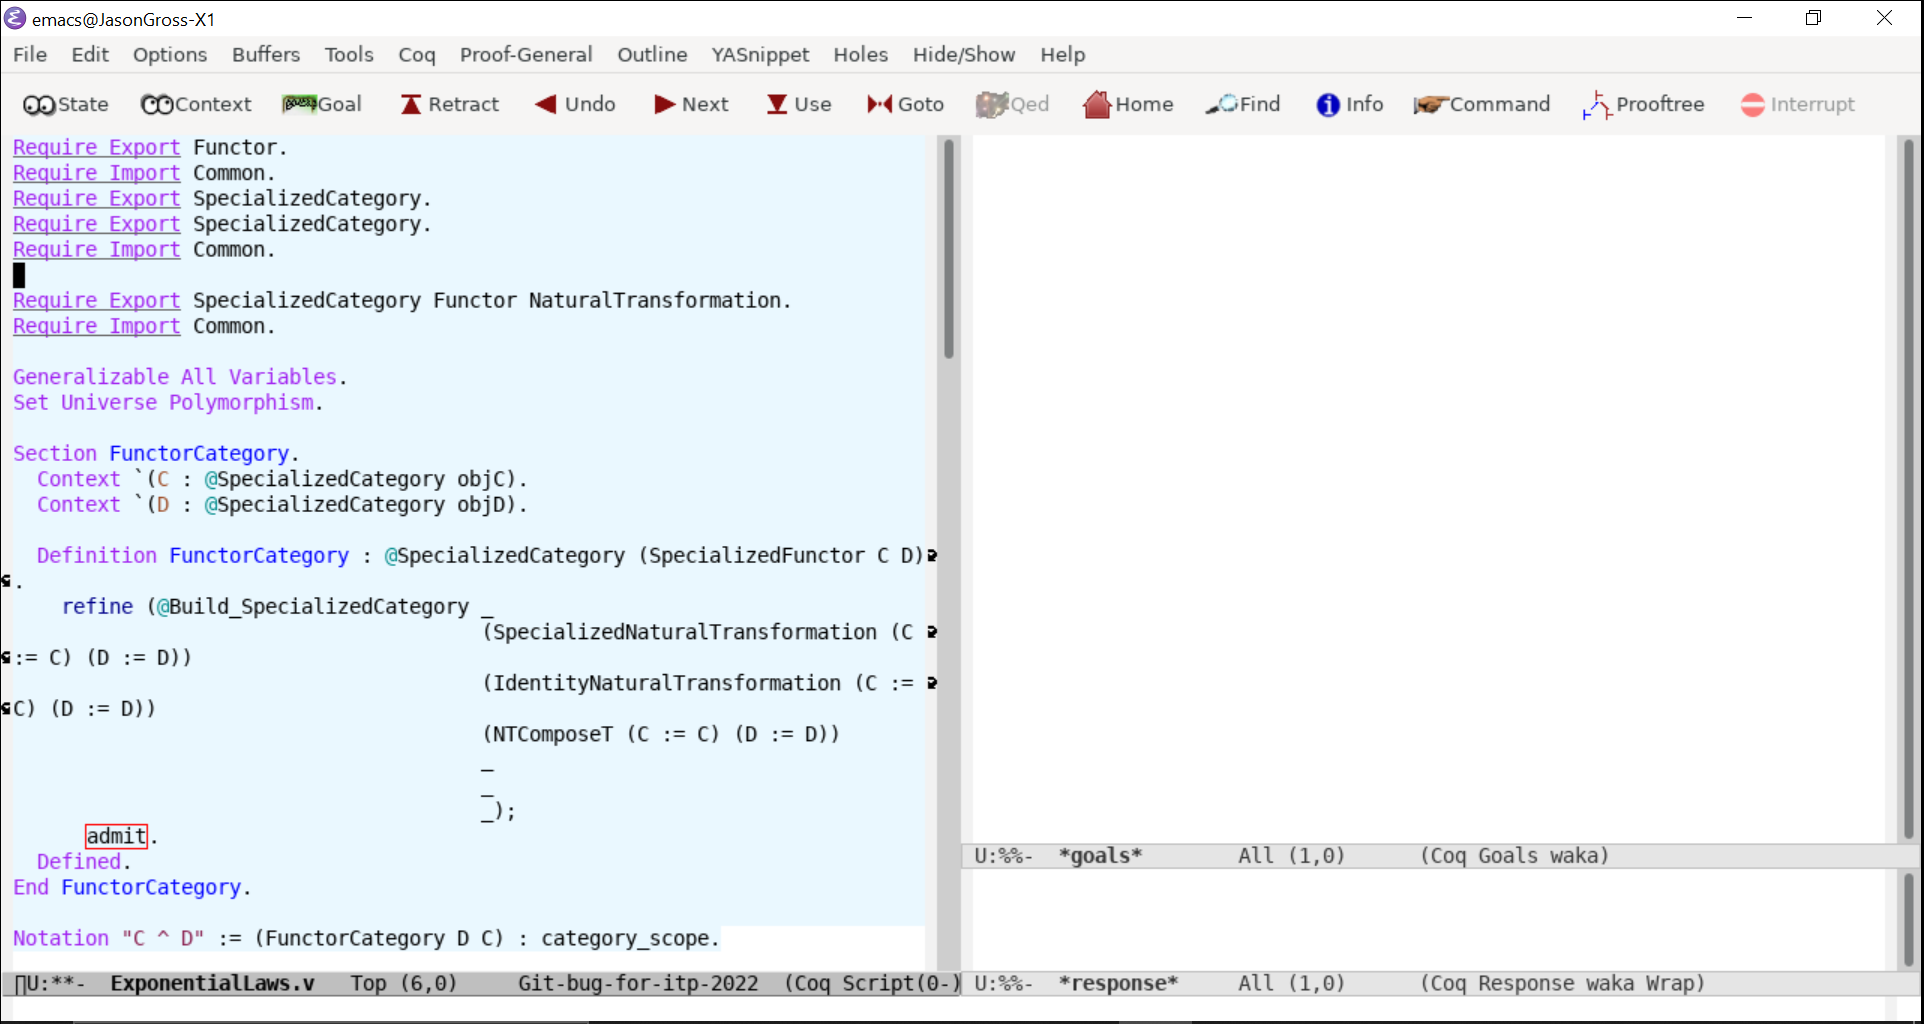 emacs@JasonGross-X1
File Edit Options Buffers Tools Coq Proof-General Outline YASnippet Holes Hide/Show Help
State Context Goal Retract Undo Next Use Goto Qed Home Find Info Command Prooftree Interrupt
Require Export Functor.
Require Import Common.
Require Export SpecializedCategory.
Require Export SpecializedCategory.
Require Import Common.
Require Export SpecializedCategory Functor NaturalTransformation.
Require Import Common.
Generalizable All Variables.
Set Universe Polymorphism.
Section FunctorCategory.
Context `(C : @SpecializedCategory objC).
Context `(D : @SpecializedCategory objD).
Definition FunctorCategory : @SpecializedCategory (SpecializedFunctor C D)
.
refine (@Build_SpecializedCategory _
(SpecializedNaturalTransformation (C
:= C) (D := D))
(IdentityNaturalTransformation (C :=
C) (D := D))
(NTComposeT (C := C) (D := D))
_
_
_);
admit.
Defined.
End FunctorCategory.
Notation "C ^ D" := (FunctorCategory D C) : category_scope.
U:**- ExponentialLaws.v Top (6,0) Git-bug-for-itp-2022 (Coq Script(0-)
U:%%- *goals* All (1,0) (Coq Goals waka)
U:%%- *response* All (1,0) (Coq Response waka Wrap)